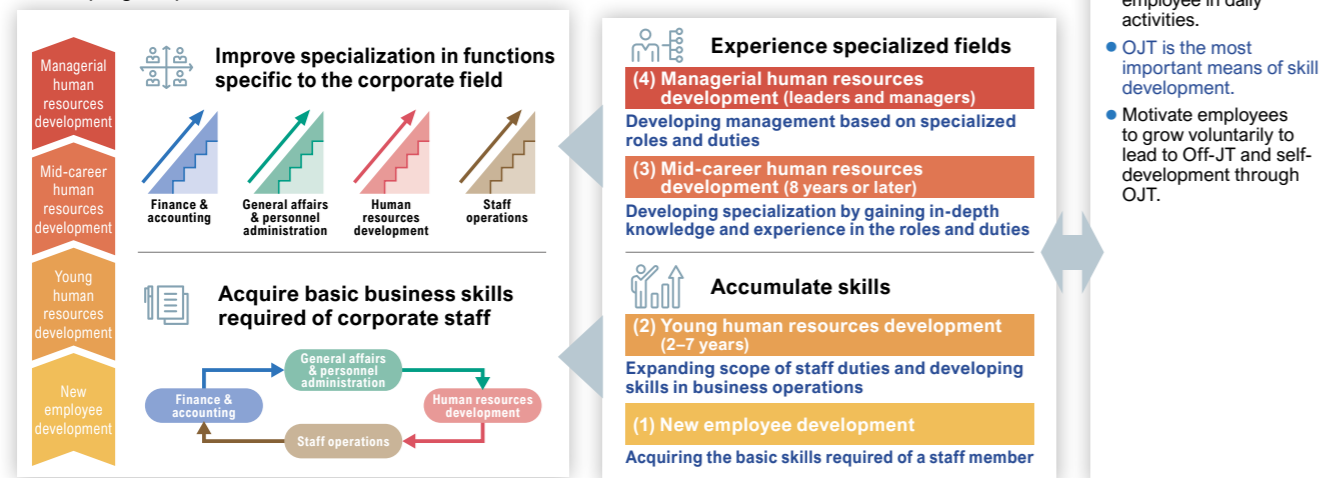 Managerial
human
resources
development
Mid-career
human
resources
development
Young
human
resources
development
New
employee
development
Improve specialization in functions
specific to the corporate field
Finance &
accounting
General affairs
& personnel
administration
Human
resources
development
Staff
operations
Acquire basic business skills
required of corporate staff
General affairs
& personnel
administration
Finance &
accounting
Human resources
development
Staff operations
Experience specialized fields
(4) Managerial human resources
development (leaders and managers)
Developing management based on specialized
roles and duties
(3) Mid-career human resources
development (8 years or later)
Developing specialization by gaining in-depth
knowledge and experience in the roles and duties
Accumulate skills
(2) Young human resources development
(2–7 years)
Expanding scope of staff duties and developing
skills in business operations
(1) New employee development
Acquiring the basic skills required of a staff member
employee in daily
activities.
• OJT is the most
important means of skill
development.
• Motivate employees
to grow voluntarily to
lead to Off-JT and self-
development through
OJT.